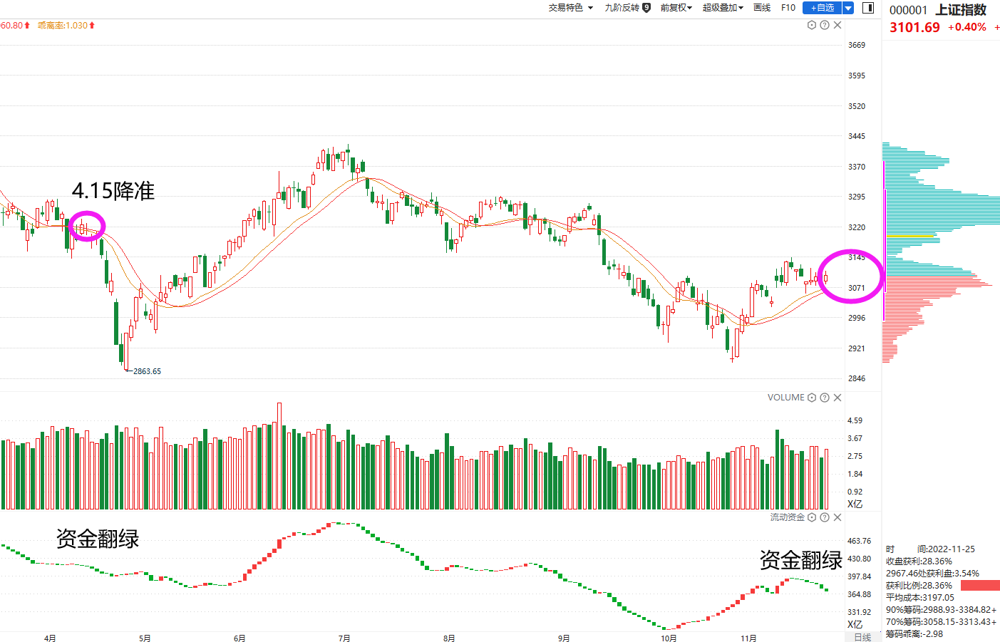 交易特色 九阶反转 9 前复权 超级叠加 画线 F10 +自选
000001 上证指数
3101.69 +0.40% +
60.80 乖离率:1.030
3669
3595
3520
3445
3370
3295
3220
3145
3071
2996
2921
2846
4.15降准
2863.65
VOLUME
4.59
3.67
2.75
1.84
0.92
X亿
流动资金
资金翻绿
资金翻绿
463.76
430.80
397.84
364.88
331.92
X亿
4月 5月 6月 7月 8月 9月 10月 11月 日线
时 间:2022-11-25
收盘获利:28.36%
2967.46处获利盘:3.54%
获利比例:28.36%
平均成本:3197.05
90%筹码:2988.93-3384.82+
70%筹码:3058.15-3313.43+
筹码乖离:-2.98